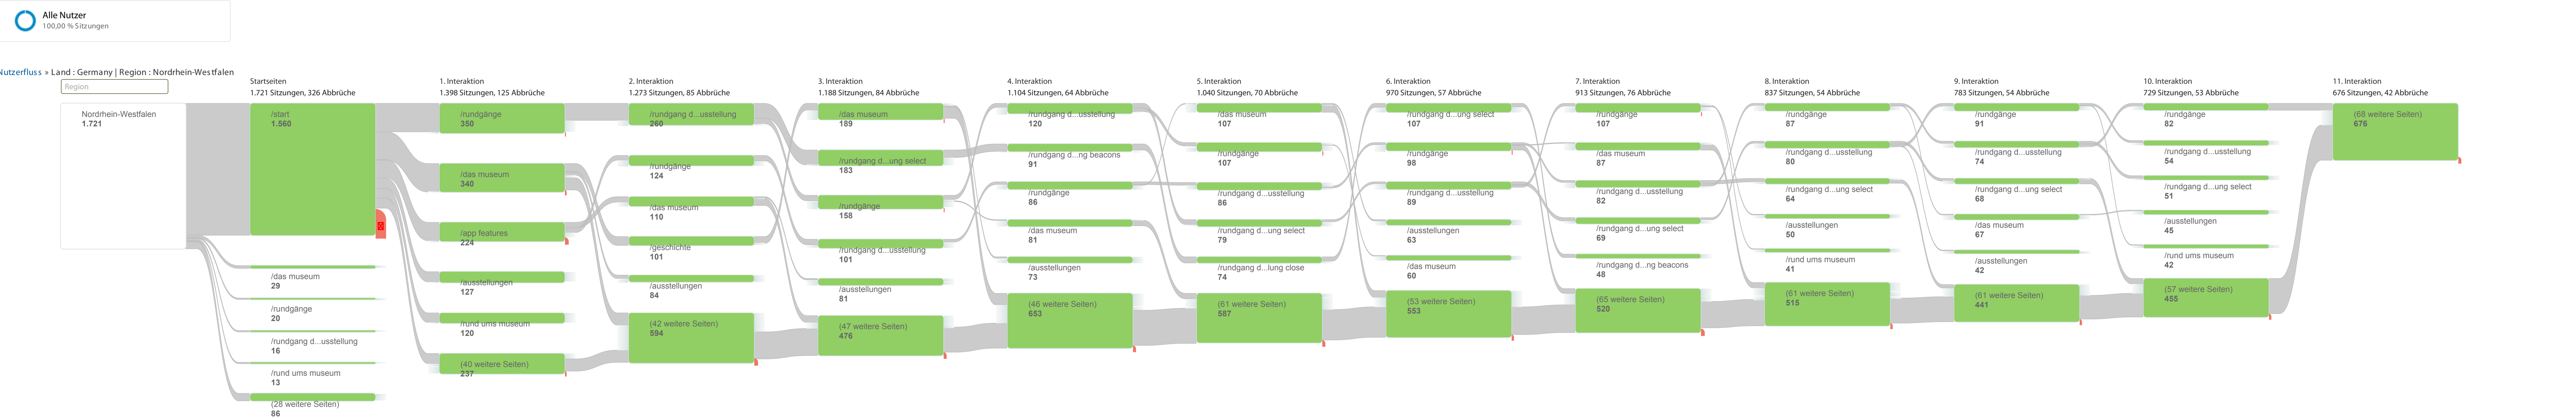 Alle Nutzer
100,00 % Sitzungen
Nutzerfluss » Land : Germany | Region : Nordrhein-Westfalen
Region
Nordrhein-Westfalen
1.721
Startseiten
1.721 Sitzungen, 326 Abbrüche
/start
1.560
/das museum
29
/rundgänge
20
/rundgang d...usstellung
16
/rund ums museum
13
(28 weitere Seiten)
86
1. Interaktion
1.398 Sitzungen, 125 Abbrüche
/rundgänge
350
/das museum
340
/app features
224
/ausstellungen
127
/rund ums museum
120
(40 weitere Seiten)
237
2. Interaktion
1.273 Sitzungen, 85 Abbrüche
/rundgang d...usstellung
260
/rundgänge
124
/das museum
110
/geschichte
101
/ausstellungen
84
(42 weitere Seiten)
594
3. Interaktion
1.188 Sitzungen, 84 Abbrüche
/das museum
189
/rundgang d...ung select
183
/rundgänge
158
/rundgang d...usstellung
101
/ausstellungen
81
(47 weitere Seiten)
476
4. Interaktion
1.104 Sitzungen, 64 Abbrüche
/rundgang d...usstellung
120
/rundgang d...ng beacons
91
/rundgänge
86
/das museum
81
/ausstellungen
73
(46 weitere Seiten)
653
5. Interaktion
1.040 Sitzungen, 70 Abbrüche
/das museum
107
/rundgänge
107
/rundgang d...usstellung
86
/rundgang d...ung select
79
/rundgang d...lung close
74
(61 weitere Seiten)
587
6. Interaktion
970 Sitzungen, 57 Abbrüche
/rundgang d...ung select
107
/rundgänge
98
/rundgang d...usstellung
89
/ausstellungen
63
/das museum
60
(53 weitere Seiten)
553
7. Interaktion
913 Sitzungen, 76 Abbrüche
/rundgänge
107
/das museum
87
/rundgang d...usstellung
82
/rundgang d...ung select
69
/rundgang d...ng beacons
48
(65 weitere Seiten)
520
8. Interaktion
837 Sitzungen, 54 Abbrüche
/rundgänge
87
/rundgang d...usstellung
80
/rundgang d...ung select
64
/ausstellungen
50
/rund ums museum
41
(61 weitere Seiten)
515
9. Interaktion
783 Sitzungen, 54 Abbrüche
/rundgänge
91
/rundgang d...usstellung
74
/rundgang d...ung select
68
/das museum
67
/ausstellungen
42
(61 weitere Seiten)
441
10. Interaktion
729 Sitzungen, 53 Abbrüche
/rundgänge
82
/rundgang d...usstellung
54
/rundgang d...ung select
51
/ausstellungen
45
/rund ums museum
42
(57 weitere Seiten)
455
11. Interaktion
676 Sitzungen, 42 Abbrüche
(68 weitere Seiten)
676